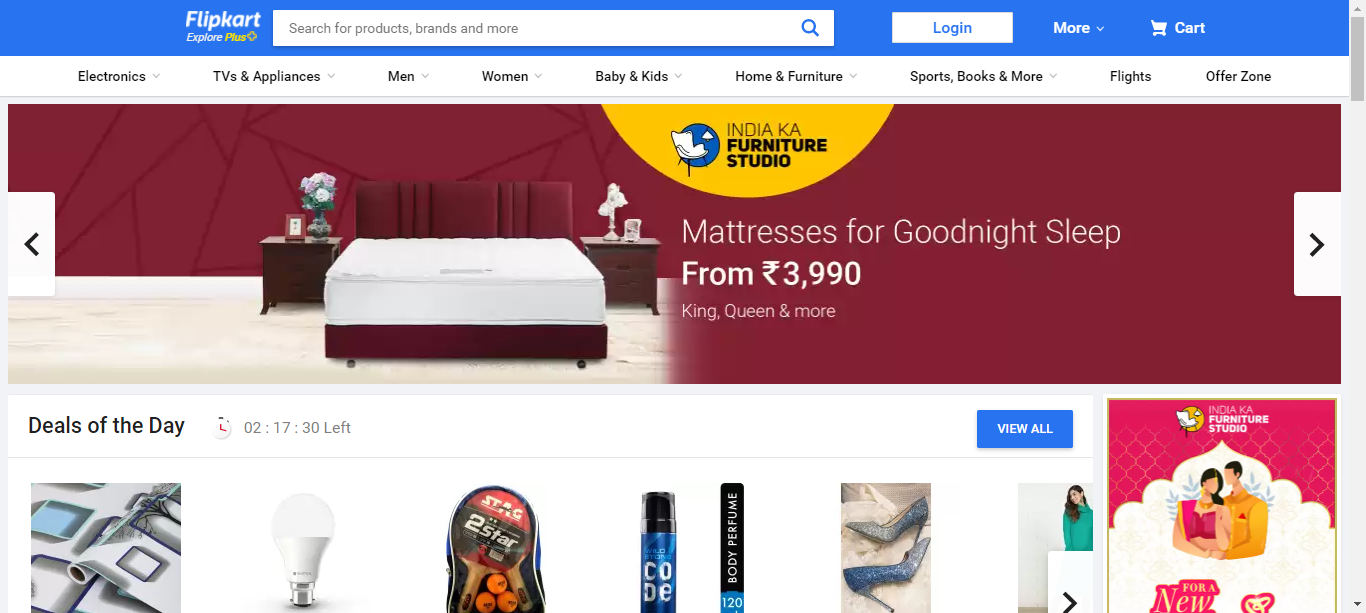 Flipkart
Explore Plus
Search for products, brands and more
Login
More
Cart
Electronics
TVs & Appliances
Men
Women
Baby & Kids
Home & Furniture
Sports, Books & More
Flights
Offer Zone
INDIA KA
FURNITURE
STUDIO
Mattresses for Goodnight Sleep
From ₹3,990
King, Queen & more
Deals of the Day
02 : 17 : 30 Left
VIEW ALL
STAG
2 star
WILD
STONE
CODE
BODY PERFUME
120
INDIA KA
FURNITURE
STUDIO
FOR A
New